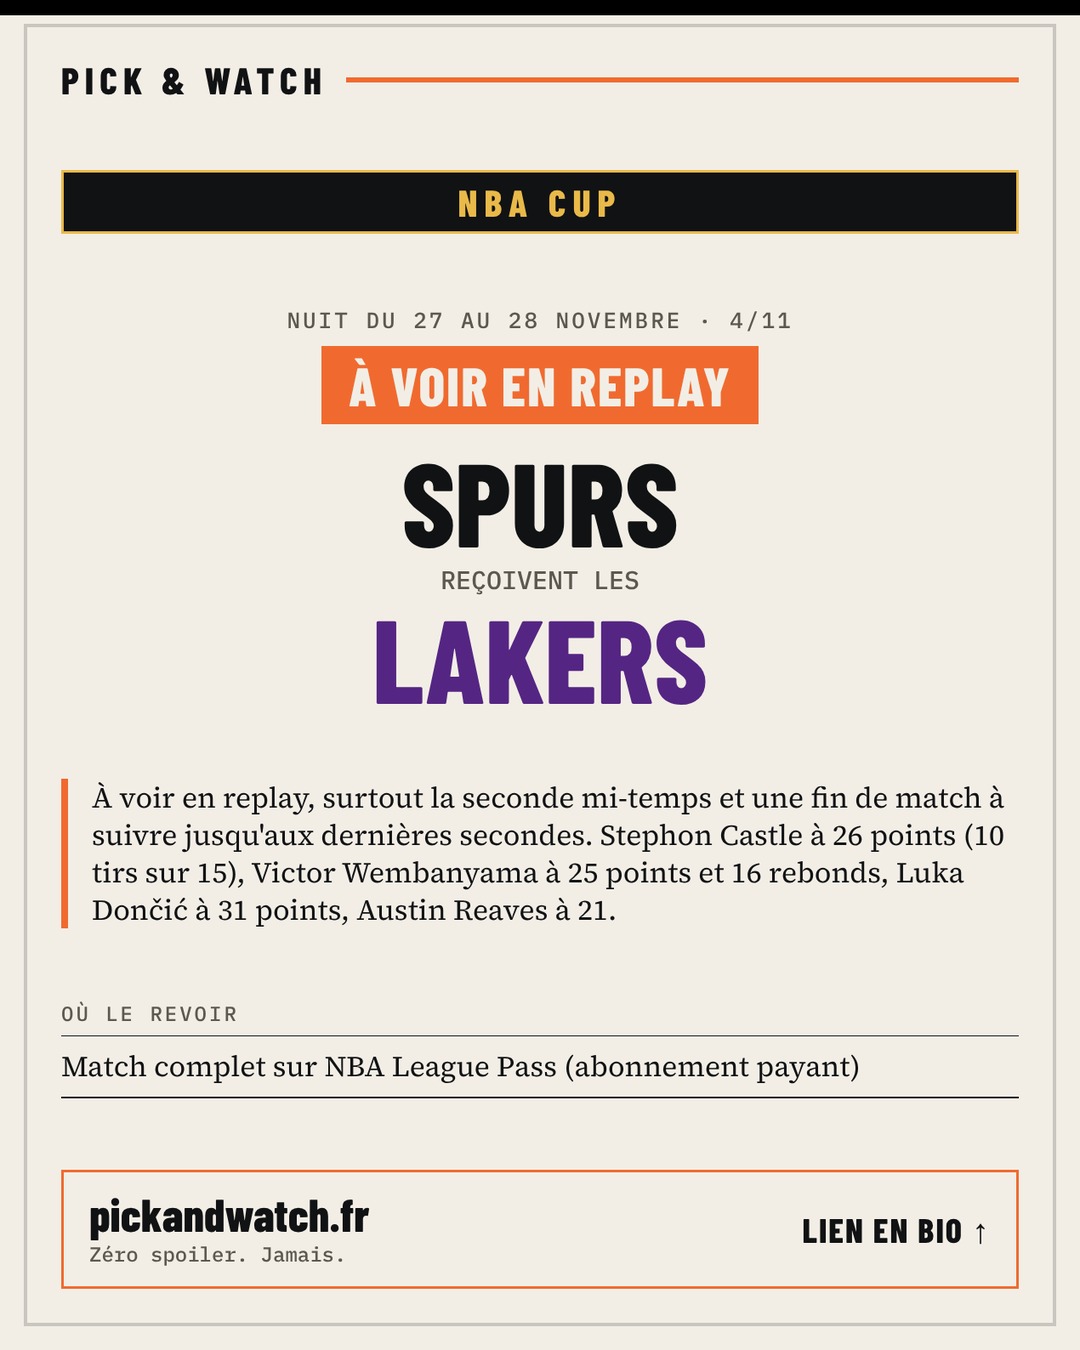 PICK & WATCH
NBA CUP
NUIT DU 27 AU 28 NOVEMBRE · 4/11
À VOIR EN REPLAY
SPURS
REÇOIVENT LES
LAKERS
À voir en replay, surtout la seconde mi-temps et une fin de match à
suivre jusqu'aux dernières secondes. Stephon Castle à 26 points (10
tirs sur 15), Victor Wembanyama à 25 points et 16 rebonds, Luka
Dončić à 31 points, Austin Reaves à 21.
OÙ LE REVOIR
Match complet sur NBA League Pass (abonnement payant)
pickandwatch.fr
Zéro spoiler. Jamais.
LIEN EN BIO ↑